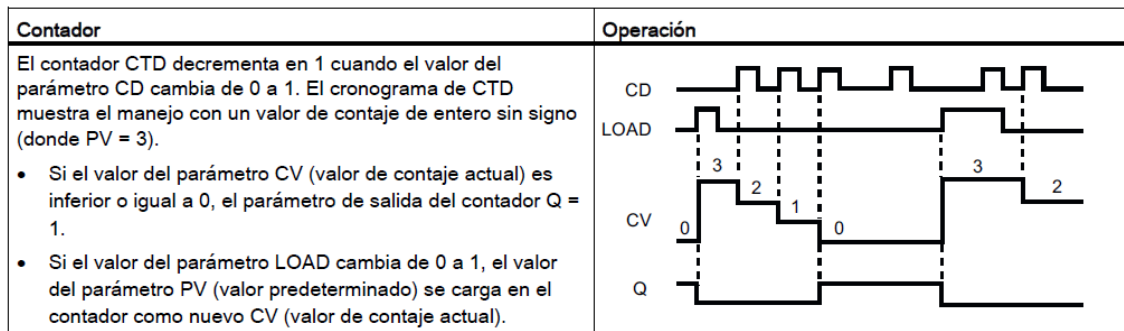 Contador
Operación
El contador CTD decrementa en 1 cuando el valor del
parámetro CD cambia de 0 a 1. El cronograma de CTD
muestra el manejo con un valor de contaje de entero sin signo
(donde PV = 3).
• Si el valor del parámetro CV (valor de contaje actual) es
inferior o igual a 0, el parámetro de salida del contador Q =
1.
• Si el valor del parámetro LOAD cambia de 0 a 1, el valor
del parámetro PV (valor predeterminado) se carga en el
contador como nuevo CV (valor de contaje actual).
CD
LOAD
3
3
2
2
1
CV
0
0
Q